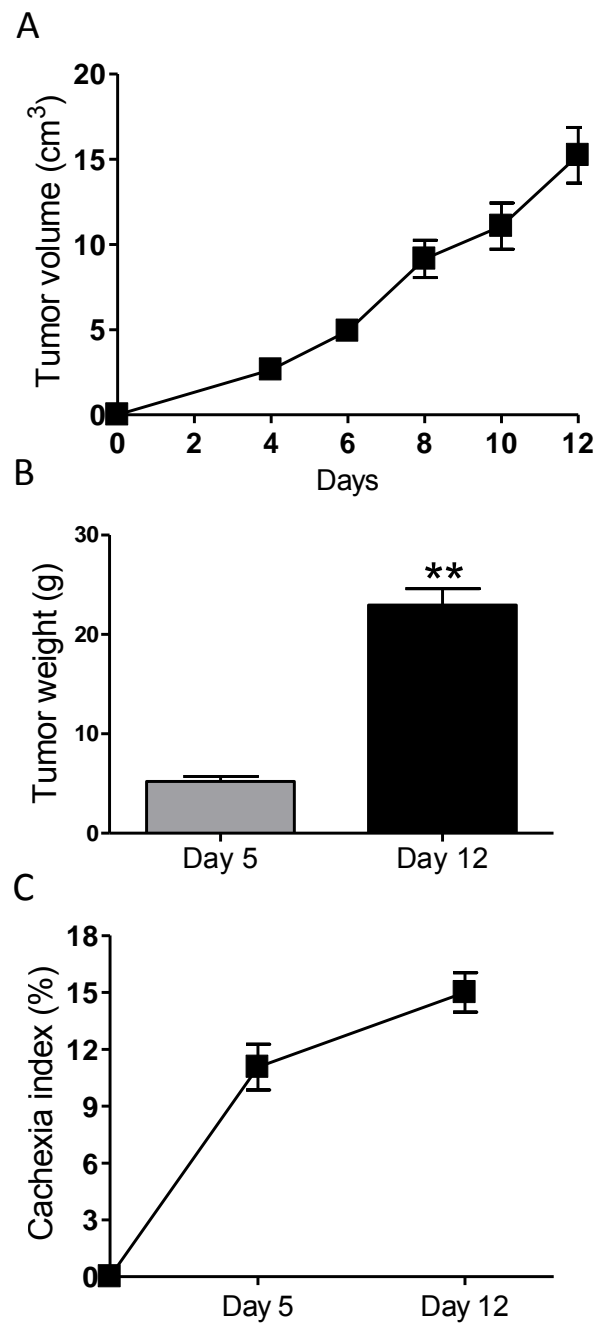 A
Tumor volume (cm³)
20
15
10
5
0
0 2 4 6 8 10 12
Days
B
Tumor weight (g)
30
20
10
0
**
Day 5 Day 12
C
Cachexia index (%)
18
15
12
9
6
3
0
Day 5 Day 12